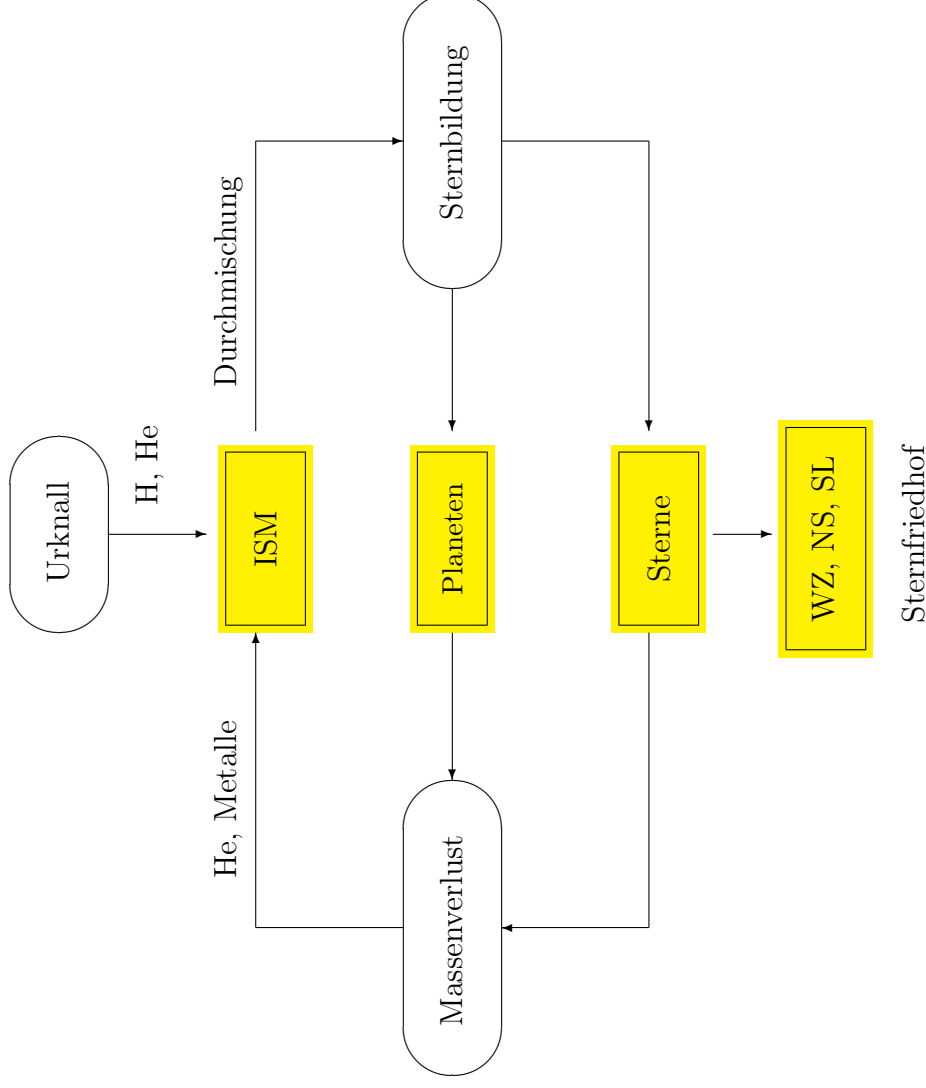 Urknall
H, He
He, Metalle
ISM
Durchmischung
Massenverlust
Planeten
Sternbildung
Sterne
WZ, NS, SL
Sternfriedhof